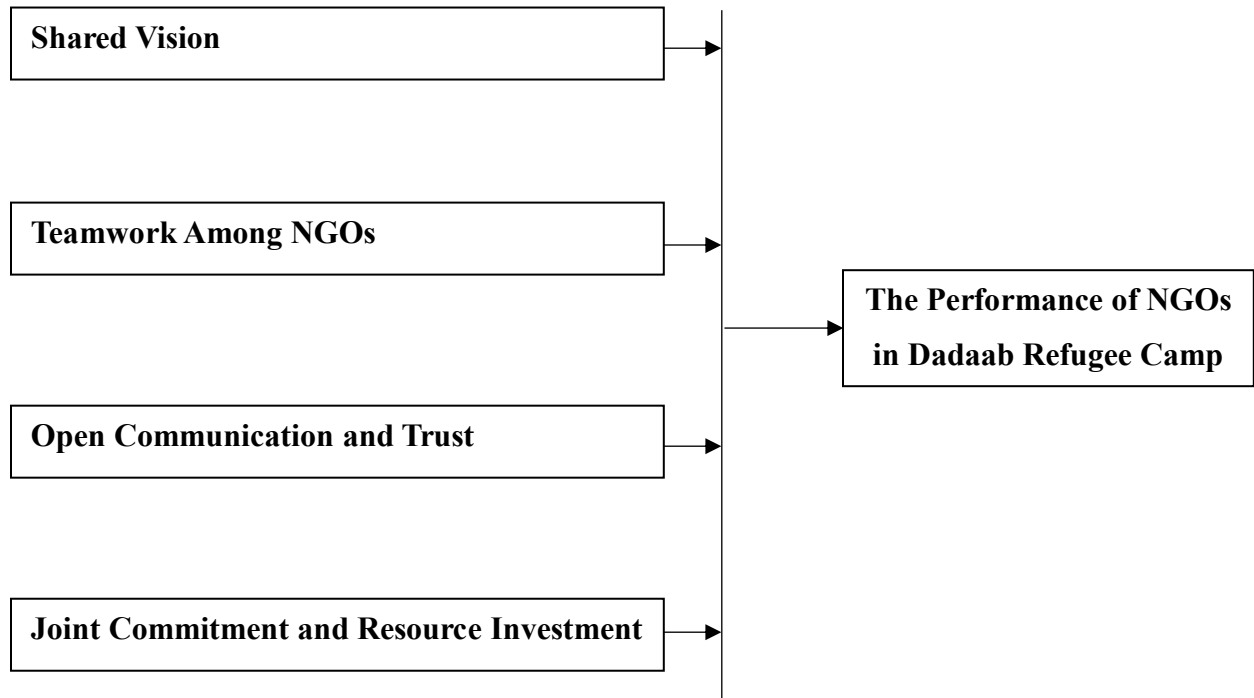 Shared Vision
Teamwork Among NGOs
The Performance of NGOs
in Dadaab Refugee Camp
Open Communication and Trust
Joint Commitment and Resource Investment